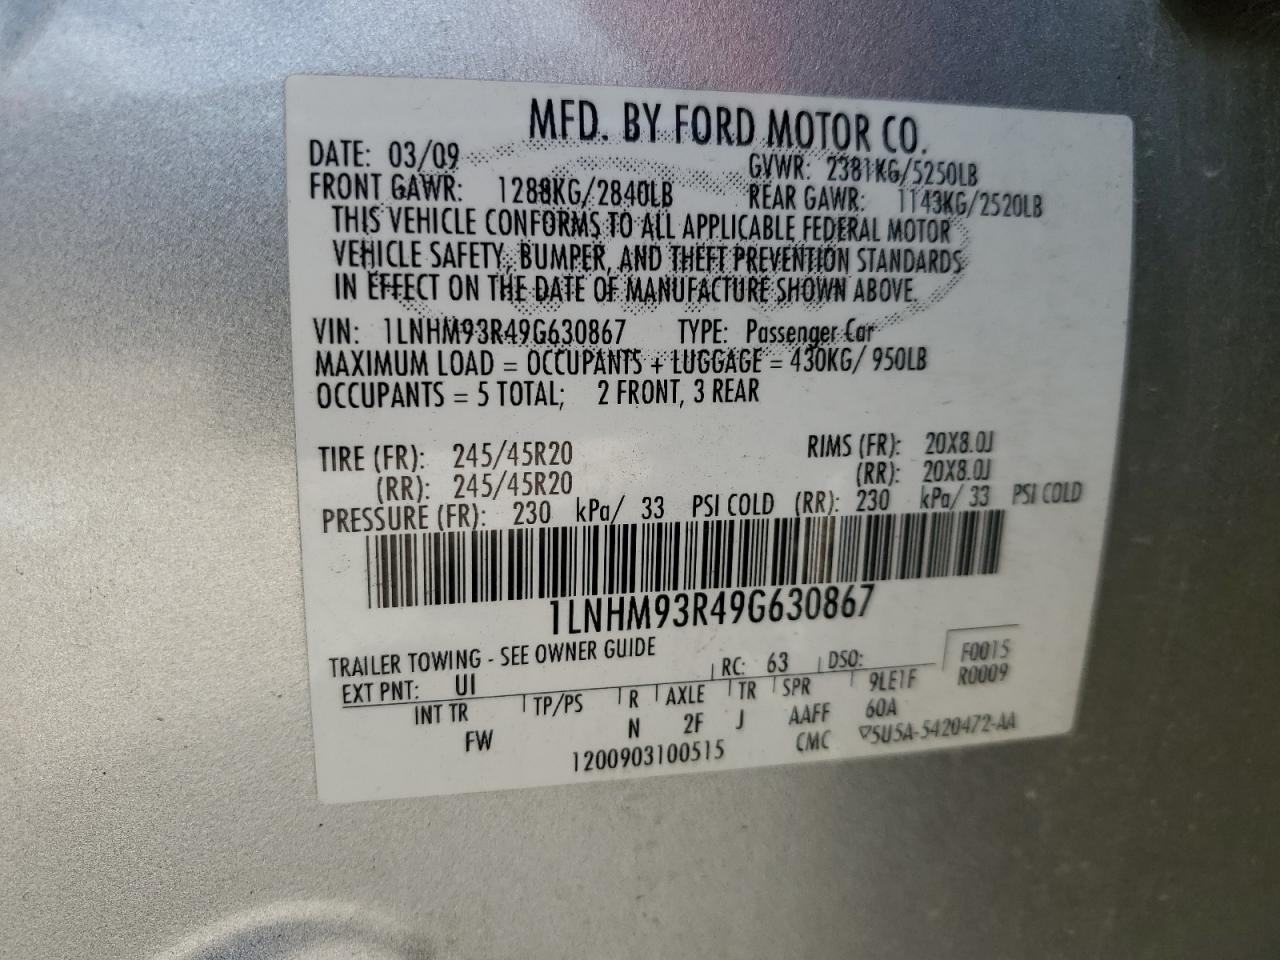 MFD. BY FORD MOTOR CO.
DATE: 03/09 GVWR: 2381KG/5250LB
FRONT GAWR: 1288KG/2840LB REAR GAWR: 1143KG/2520LB
THIS VEHICLE CONFORMS TO ALL APPLICABLE FEDERAL MOTOR
VEHICLE SAFETY, BUMPER, AND THEFT PREVENTION STANDARDS
IN EFFECT ON THE DATE OF MANUFACTURE SHOWN ABOVE.
VIN: 1LNHM93R49G630867 TYPE: Passenger Car
MAXIMUM LOAD = OCCUPANTS + LUGGAGE = 430KG/ 950LB
OCCUPANTS = 5 TOTAL; 2 FRONT, 3 REAR
TIRE (FR): 245/45R20 RIMS (FR): 20X8.0J
(RR): 245/45R20 (RR): 20X8.0J
PRESSURE (FR): 230 kPa/ 33 PSI COLD (RR): 230 kPa/ 33 PSI COLD
1LNHM93R49G630867
TRAILER TOWING - SEE OWNER GUIDE
EXT PNT: UI RC: 63 DSO: F0015
R0009
INT TR TP/PS R AXLE TR SPR 9LE1F
FW N 2F J AAFF 60A
1200903100515 CMC ▽5U5A-5420472-AA